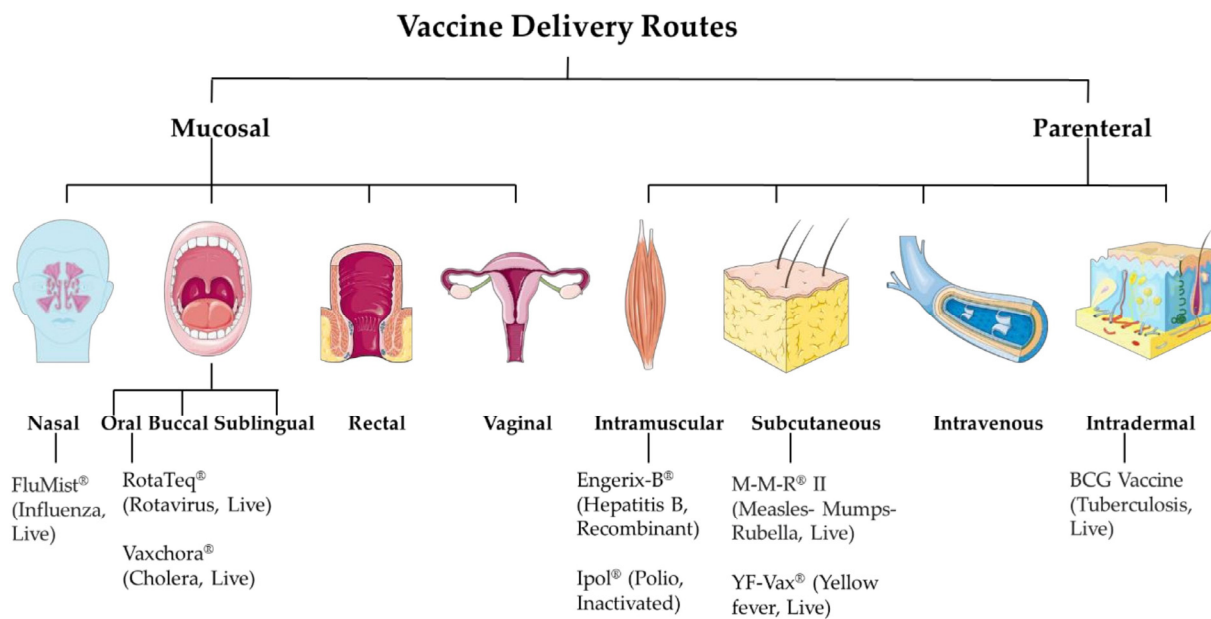 Vaccine Delivery Routes
Mucosal
Parenteral
Nasal
Oral Buccal Sublingual
Rectal
Vaginal
Intramuscular
Subcutaneous
Intravenous
Intradermal
FluMist®
(Influenza,
Live)
RotaTeq®
(Rotavirus, Live)
Vaxchora®
(Cholera, Live)
Engerix-B®
(Hepatitis B,
Recombinant)
Ipol® (Polio,
Inactivated)
M-M-R® II
(Measles- Mumps-
Rubella, Live)
YF-Vax® (Yellow
fever, Live)
BCG Vaccine
(Tuberculosis,
Live)